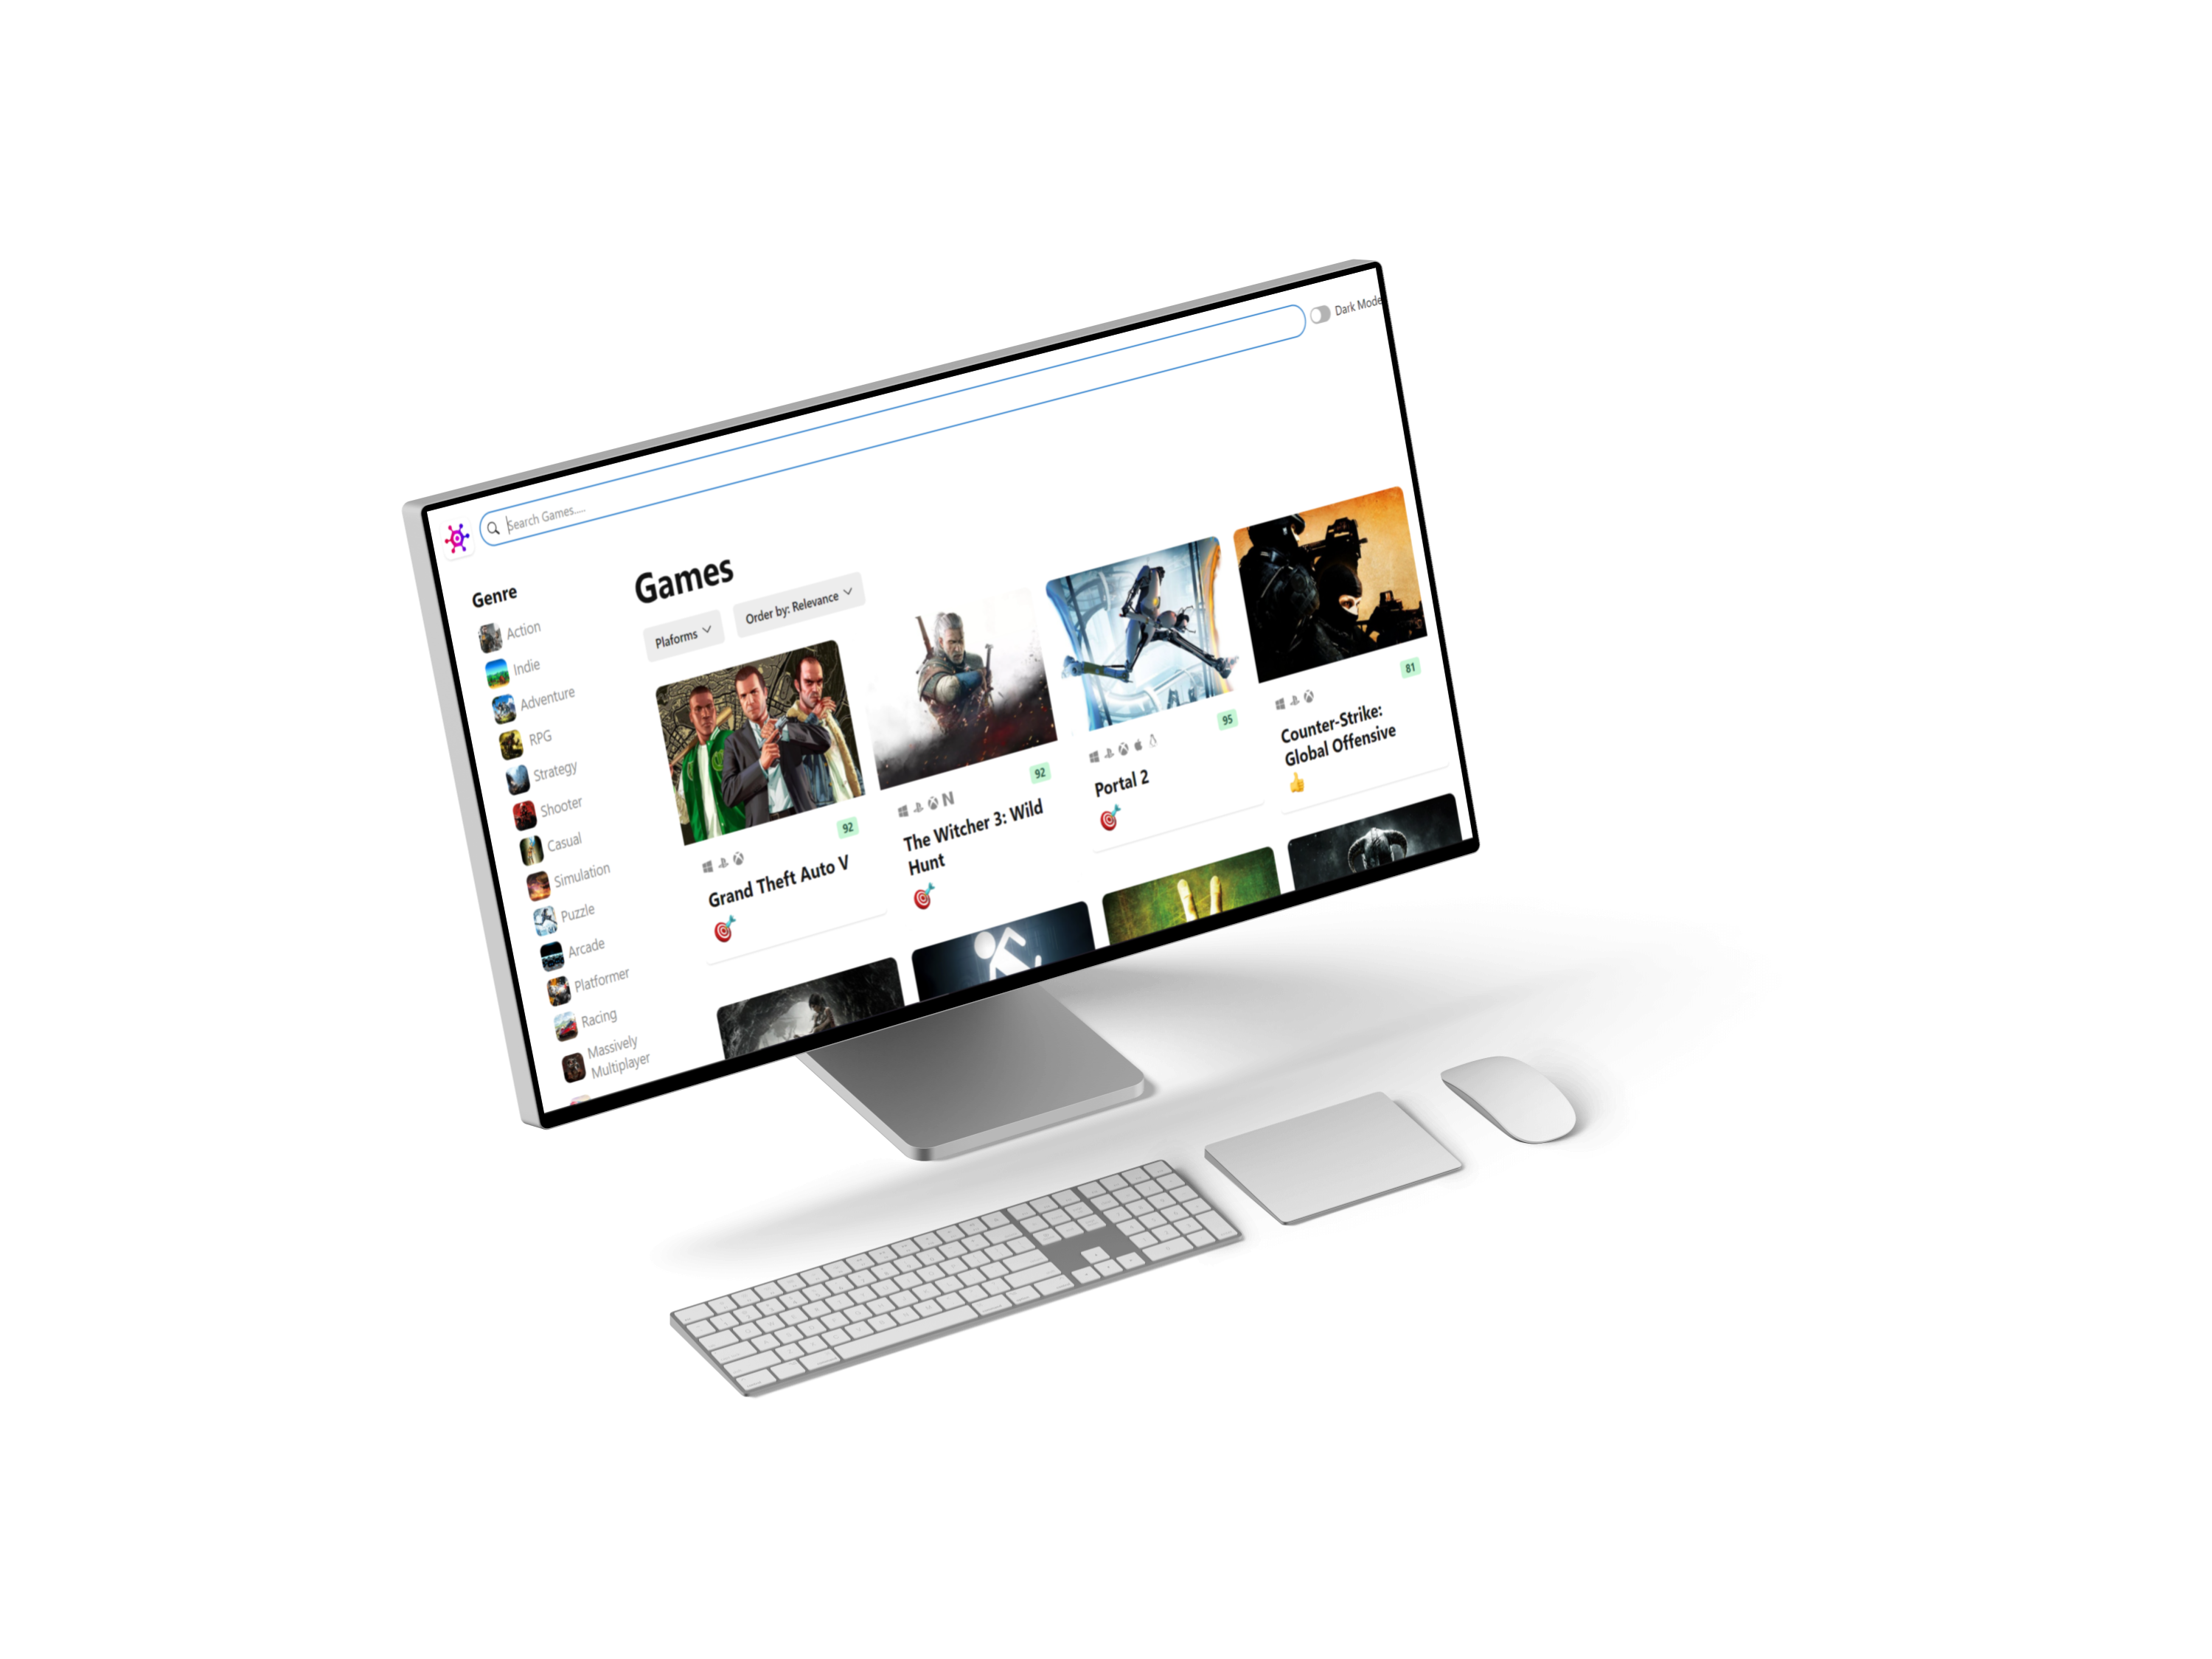 Search Games....
Dark Mode
Genre
Action
Indie
Adventure
RPG
Strategy
Shooter
Casual
Simulation
Puzzle
Arcade
Platformer
Racing
Massively
Multiplayer
Games
Plaforms
Order by: Relevance
92
Grand Theft Auto V
92
The Witcher 3: Wild
Hunt
95
Portal 2
81
Counter-Strike:
Global Offensive